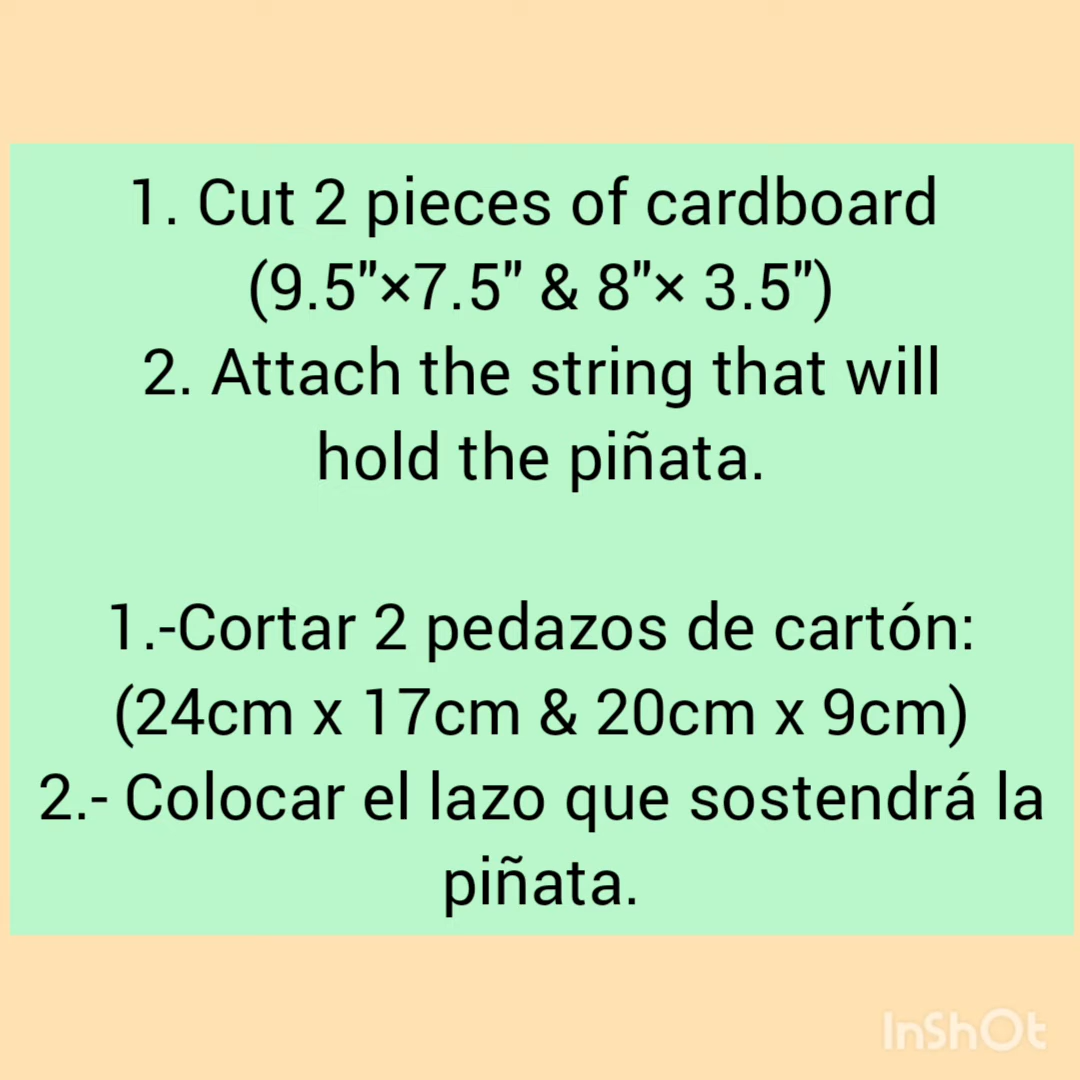 1. Cut 2 pieces of cardboard
(9.5"×7.5" & 8"× 3.5")
2. Attach the string that will
hold the piñata.
1.-Cortar 2 pedazos de cartón:
(24cm x 17cm & 20cm x 9cm)
2.- Colocar el lazo que sostendrá la
piñata.
InShOt